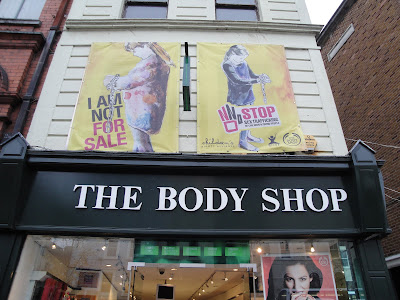 I AM
NOT
FOR
SALE
STOP
SEX TRAFFICKING
THE BODY SHOP